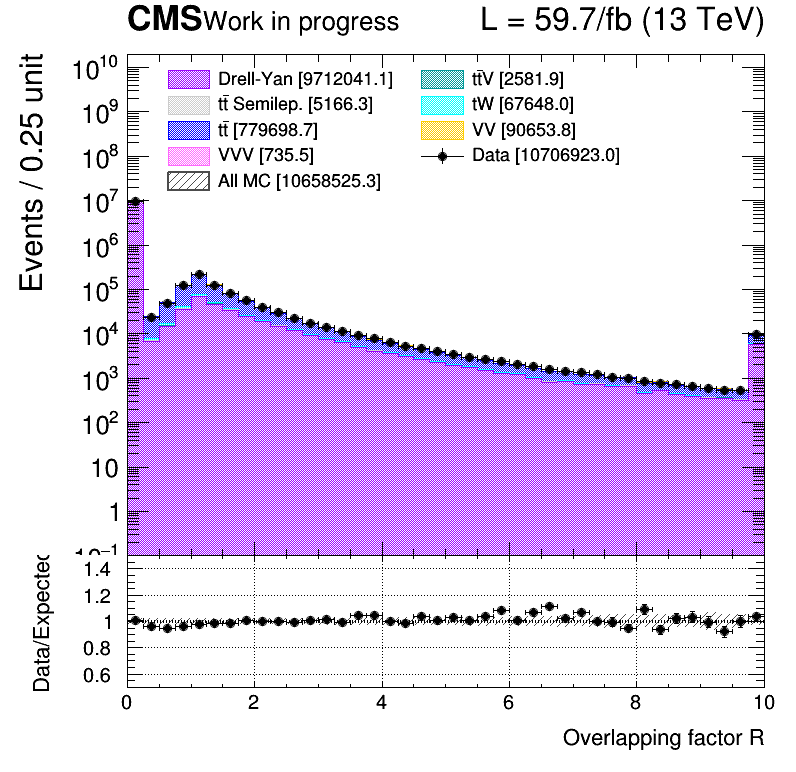 CMS Work in progress L = 59.7/fb (13 TeV)
Events / 0.25 unit
10^10
10^9
10^8
10^7
10^6
10^5
10^4
10^3
10^2
10
1
10^−1
Drell-Yan [9712041.1]
tt̄ Semilep. [5166.3]
tt̄ [779698.7]
VVV [735.5]
All MC [10658525.3]
tt̄V [2581.9]
tW [67648.0]
VV [90653.8]
Data [10706923.0]
Data/Expected
1.4
1.2
1
0.8
0.6
0 2 4 6 8 10
Overlapping factor R